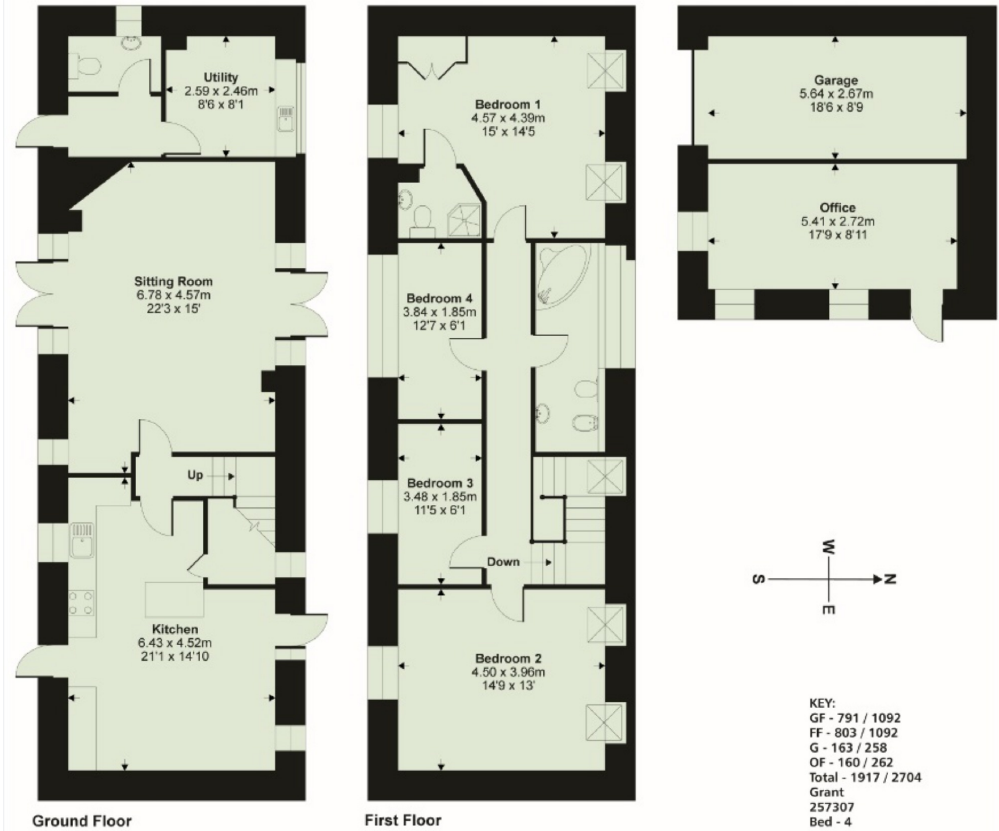 Utility
2.59 x 2.46m
8'6 x 8'1
Sitting Room
6.78 x 4.57m
22'3 x 15'
Up
Kitchen
6.43 x 4.52m
21'1 x 14'10
Ground Floor
Bedroom 1
4.57 x 4.39m
15' x 14'5
Bedroom 4
3.84 x 1.85m
12'7 x 6'1
Bedroom 3
3.48 x 1.85m
11'5 x 6'1
Down
Bedroom 2
4.50 x 3.96m
14'9 x 13'
First Floor
Garage
5.64 x 2.67m
18'6 x 8'9
Office
5.41 x 2.72m
17'9 x 8'11
W
S
N
E
KEY:
GF - 791 / 1092
FF - 803 / 1092
G - 163 / 258
OF - 160 / 262
Total - 1917 / 2704
Grant
257307
Bed - 4